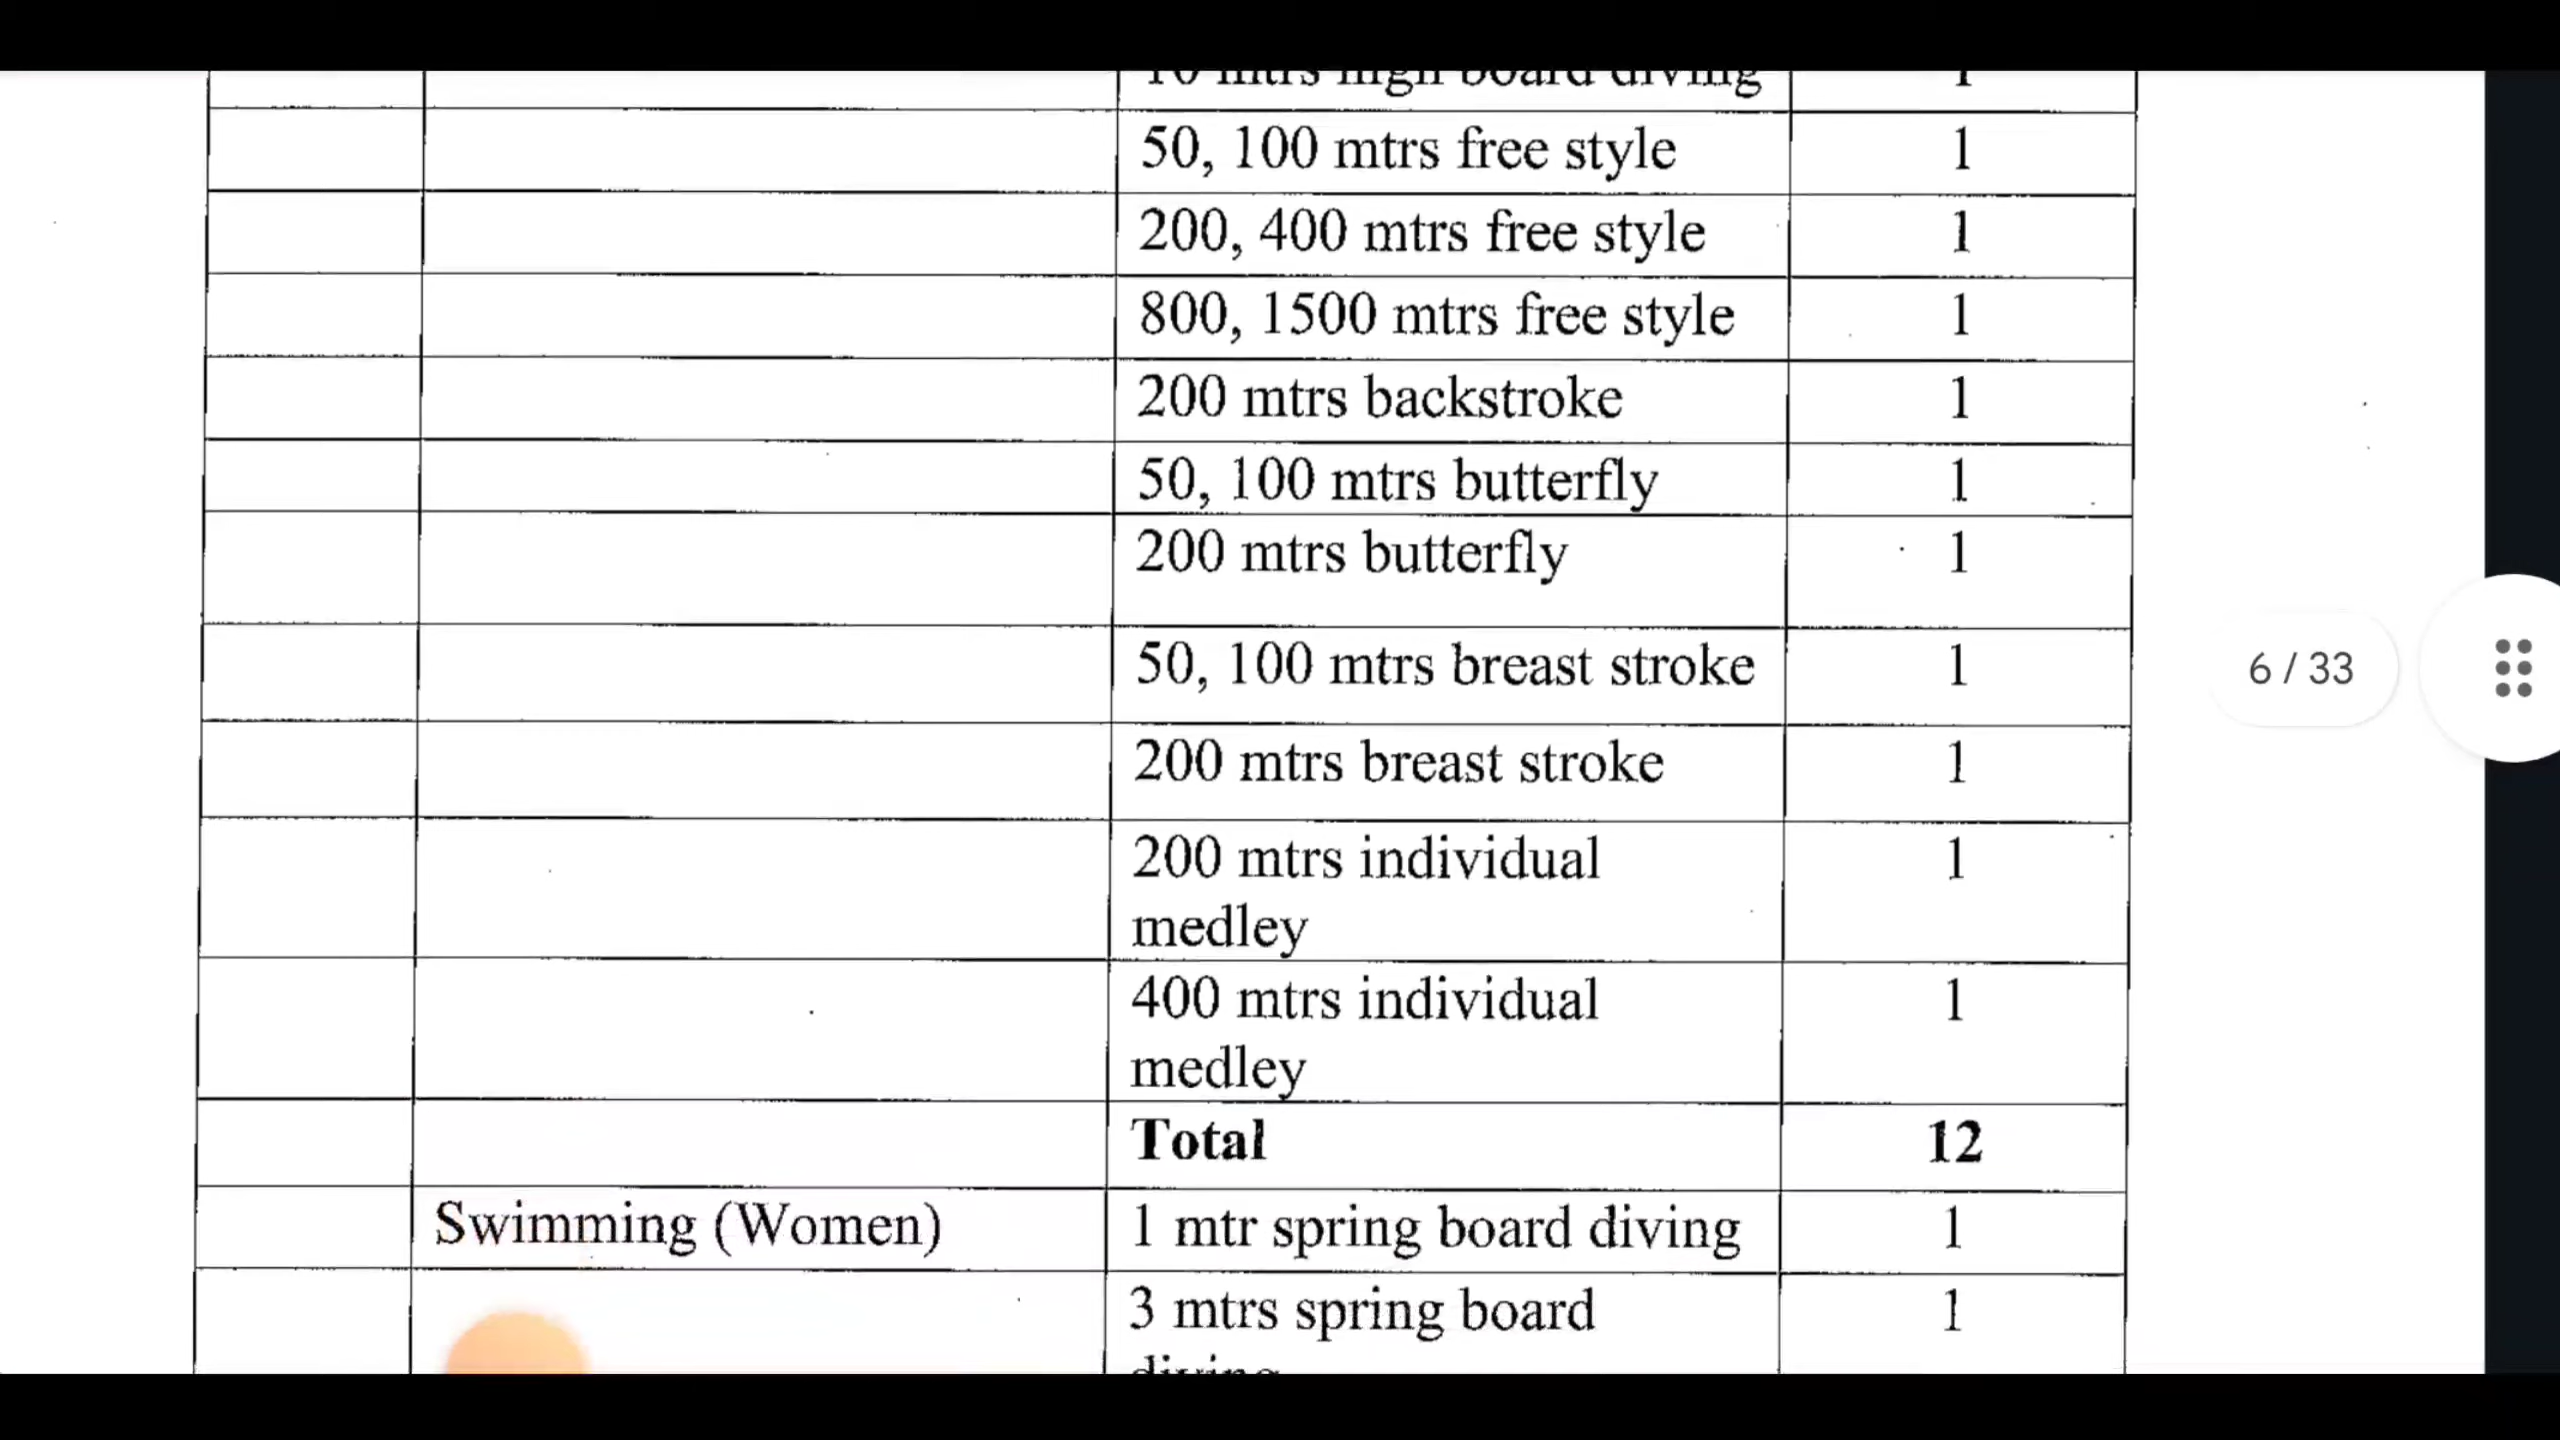 10 mtrs high board diving 1
50, 100 mtrs free style 1
200, 400 mtrs free style 1
800, 1500 mtrs free style 1
200 mtrs backstroke 1
50, 100 mtrs butterfly 1
200 mtrs butterfly 1
50, 100 mtrs breast stroke 1
6 / 33
200 mtrs breast stroke 1
200 mtrs individual 1
medley
400 mtrs individual 1
medley
Total 12
Swimming (Women) 1 mtr spring board diving 1
3 mtrs spring board 1
diving